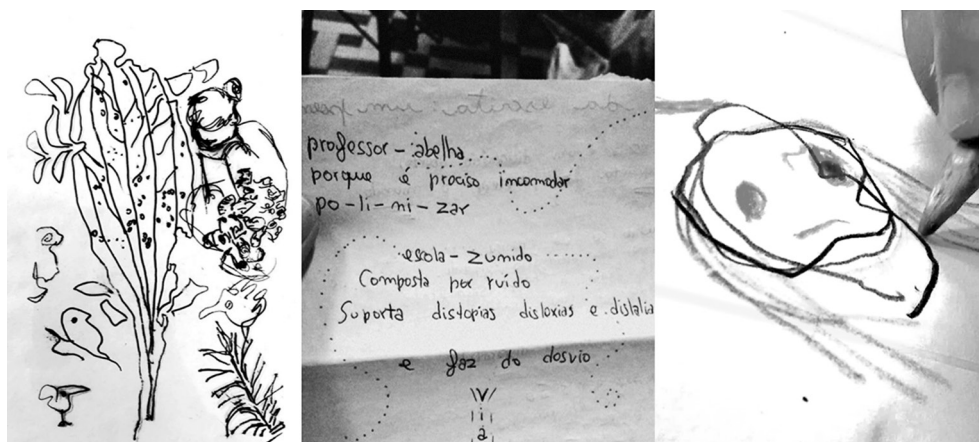 professor-abelha
porque é preciso incomodar
po-li-ni-zar
escola-zumido
Composta por ruído
Suporta distopias dislexias e dislalia
e faz do desvio
V
i
a